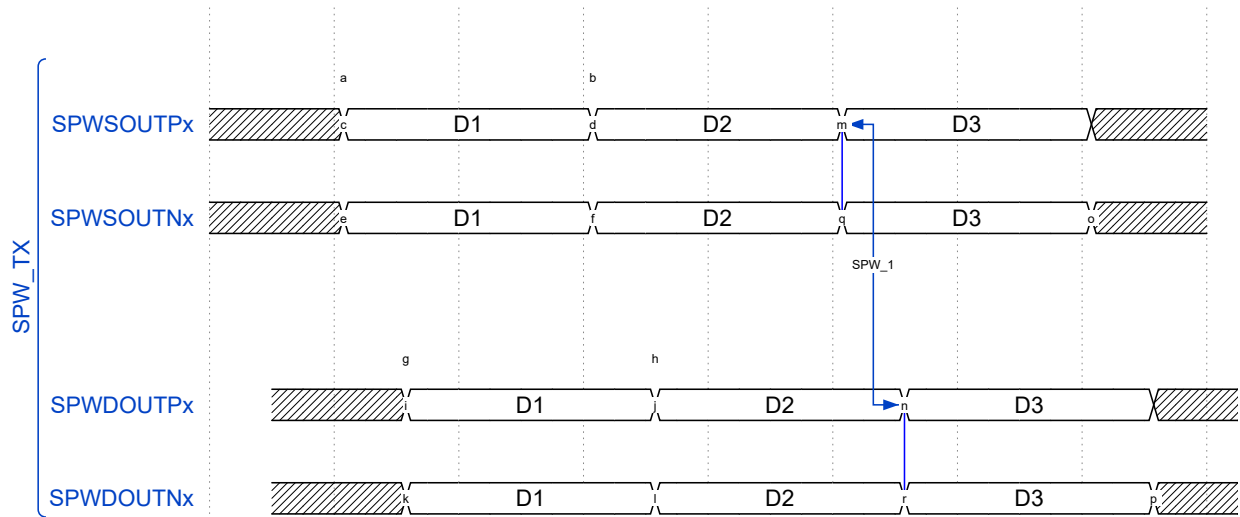 a b
SPWSOUTPx c D1 d D2 m D3
SPWSOUTNx e D1 f D2 q D3 o
SPW_TX
SPW_1
g h
SPWDOUTPx i D1 j D2 n D3
SPWDOUTNx k D1 l D2 r D3 p